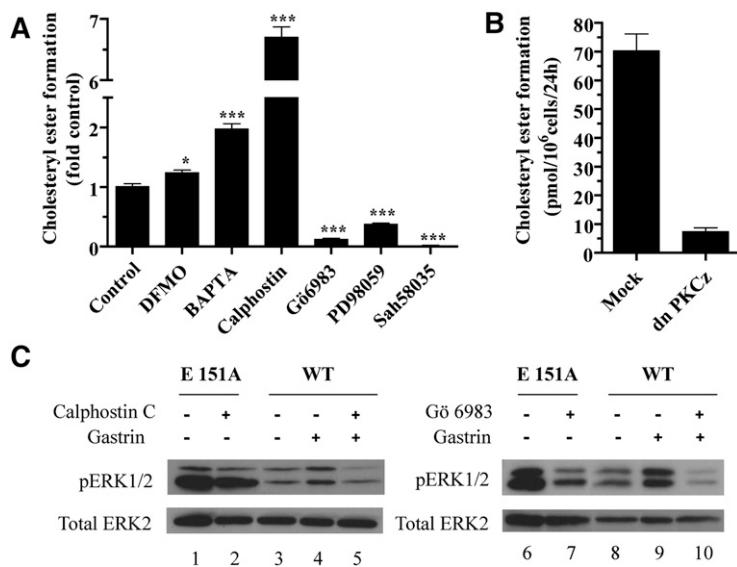 A
Cholesteryl ester formation
(fold control)
7
6
2
1
0
***
***
*
***
***
***
Control
DFMO
BAPTA
Calphostin
Gö6983
PD98059
Sah58035
B
Cholesteryl ester formation
(pmol/10⁶cells/24h)
80
70
60
50
40
30
20
10
0
Mock
dn PKCz
C
E 151A WT
Calphostin C - + - - +
Gastrin - - - + +
pERK1/2
Total ERK2
1 2 3 4 5
E 151A WT
Gö 6983 - + - - +
Gastrin - - - + +
pERK1/2
Total ERK2
6 7 8 9 10